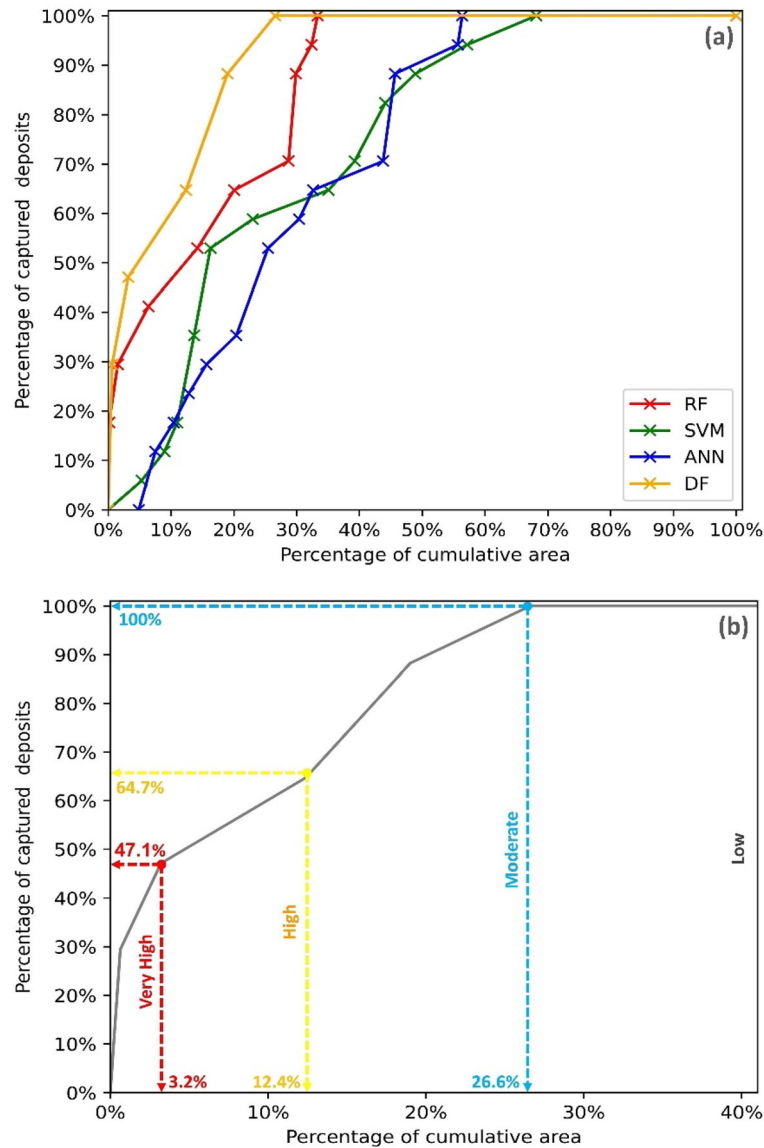 100%
(a)
90%
80%
70%
60%
50%
40%
30%
20%
10%
0%
Percentage of captured deposits
RF
SVM
ANN
DF
0% 10% 20% 30% 40% 50% 60% 70% 80% 90% 100%
Percentage of cumulative area
100%
(b)
100%
90%
80%
70%
64.7%
60%
50%
47.1%
40%
30%
20%
10%
0%
Percentage of captured deposits
Very High
High
Moderate
Low
3.2% 12.4% 26.6%
0% 10% 20% 30% 40%
Percentage of cumulative area